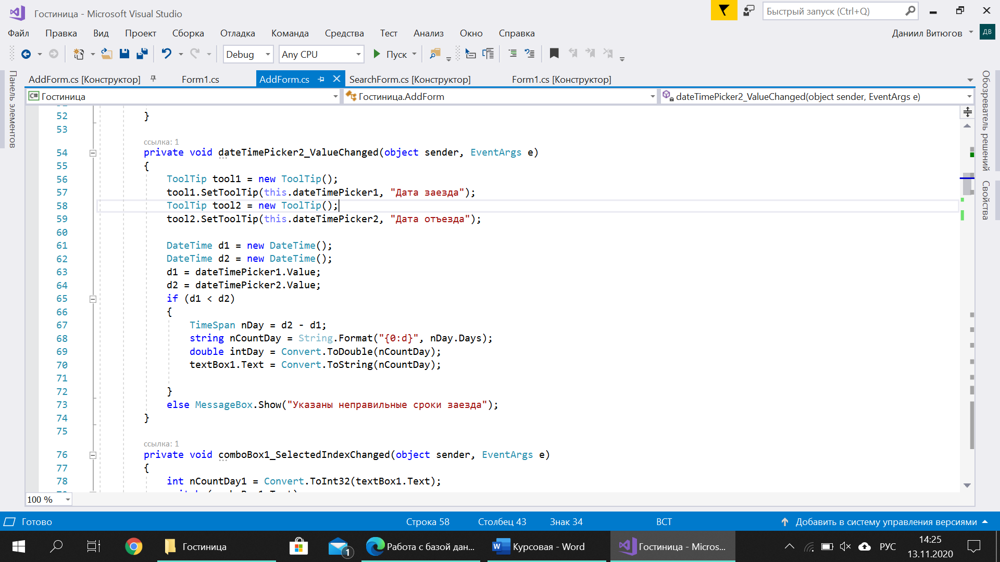 Гостиница - Microsoft Visual Studio
Быстрый запуск (Ctrl+Q)
Файл Правка Вид Проект Сборка Отладка Команда Средства Тест Анализ Окно Справка
Даниил Витюгов ДВ
Debug Any CPU Пуск
Панель элементов
AddForm.cs [Конструктор] Form1.cs AddForm.cs SearchForm.cs [Конструктор] Form1.cs [Конструктор]
C# Гостиница Гостиница.AddForm dateTimePicker2_ValueChanged(object sender, EventArgs e)
Обозреватель решений
Свойства
52 }
53
ссылка: 1
54 private void dateTimePicker2_ValueChanged(object sender, EventArgs e)
55 {
56 ToolTip tool1 = new ToolTip();
57 tool1.SetToolTip(this.dateTimePicker1, "Дата заезда");
58 ToolTip tool2 = new ToolTip();
59 tool2.SetToolTip(this.dateTimePicker2, "Дата отъезда");
60
61 DateTime d1 = new DateTime();
62 DateTime d2 = new DateTime();
63 d1 = dateTimePicker1.Value;
64 d2 = dateTimePicker2.Value;
65 if (d1 < d2)
66 {
67 TimeSpan nDay = d2 - d1;
68 string nCountDay = String.Format("{0:d}", nDay.Days);
69 double intDay = Convert.ToDouble(nCountDay);
70 textBox1.Text = Convert.ToString(nCountDay);
71
72 }
73 else MessageBox.Show("Указаны неправильные сроки заезда");
74 }
75
ссылка: 1
76 private void comboBox1_SelectedIndexChanged(object sender, EventArgs e)
77 {
78 int nCountDay1 = Convert.ToInt32(textBox1.Text);
100 %
Готово Строка 58 Столбец 43 Знак 34 ВСТ Добавить в систему управления версиями
Гостиница 1 Работа с базой дан... Курсовая - Word Гостиница - Micros... РУС 14:25
13.11.2020